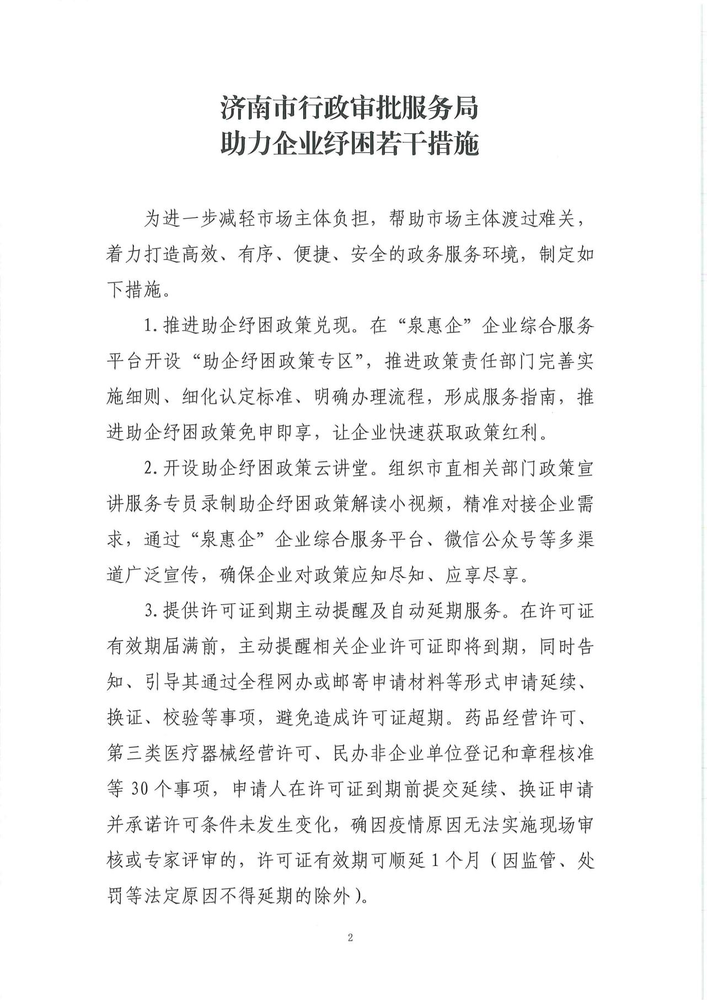 济南市行政审批服务局
助力企业纾困若干措施
为进一步减轻市场主体负担，帮助市场主体渡过难关，
着力打造高效、有序、便捷、安全的政务服务环境，制定如
下措施。
1.推进助企纾困政策兑现。在“泉惠企”企业综合服务
平台开设“助企纾困政策专区”，推进政策责任部门完善实
施细则、细化认定标准、明确办理流程，形成服务指南，推
进助企纾困政策免申即享，让企业快速获取政策红利。
2.开设助企纾困政策云讲堂。组织市直相关部门政策宣
讲服务专员录制助企纾困政策解读小视频，精准对接企业需
求，通过“泉惠企”企业综合服务平台、微信公众号等多渠
道广泛宣传，确保企业对政策应知尽知、应享尽享。
3.提供许可证到期主动提醒及自动延期服务。在许可证
有效期届满前，主动提醒相关企业许可证即将到期，同时告
知、引导其通过全程网办或邮寄申请材料等形式申请延续、
换证、校验等事项，避免造成许可证超期。药品经营许可、
第三类医疗器械经营许可、民办非企业单位登记和章程核准
等30个事项，申请人在许可证到期前提交延续、换证申请
并承诺许可条件未发生变化，确因疫情原因无法实施现场审
核或专家评审的，许可证有效期可顺延1个月（因监管、处
罚等法定原因不得延期的除外）。
2